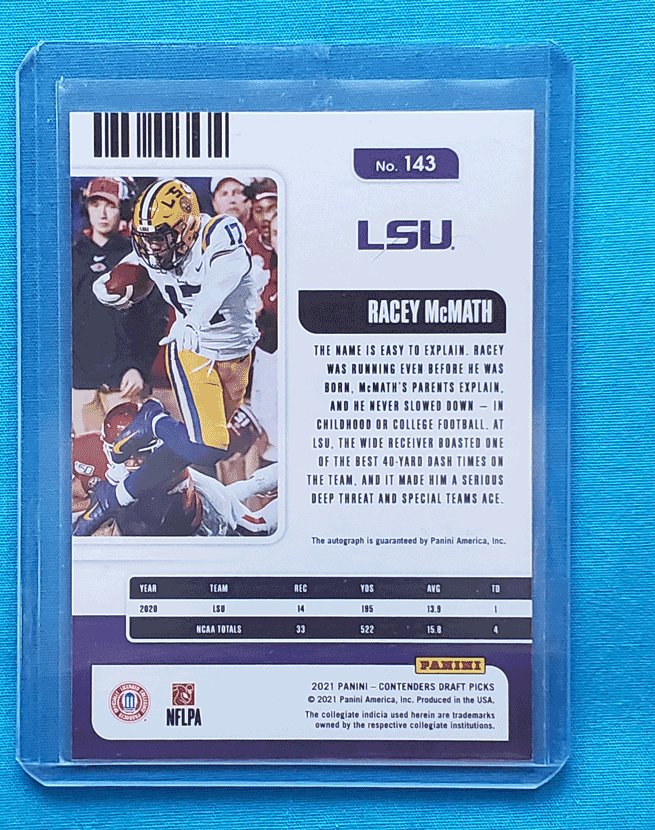 No. 143
LSU
RACEY McMATH
THE NAME IS EASY TO EXPLAIN. RACEY
WAS RUNNING EVEN BEFORE HE WAS
BORN, McMATH'S PARENTS EXPLAIN,
AND HE NEVER SLOWED DOWN — IN
CHILDHOOD OR COLLEGE FOOTBALL. AT
LSU, THE WIDE RECEIVER BOASTED ONE
OF THE BEST 40-YARD DASH TIMES ON
THE TEAM, AND IT MADE HIM A SERIOUS
DEEP THREAT AND SPECIAL TEAMS ACE.
The autograph is guaranteed by Panini America, Inc.
17
17
YEAR TEAM REC YDS AVG TD
2020 LSU 14 195 13.9 1
NCAA TOTALS 33 522 15.8 4
PANINI
2021 PANINI – CONTENDERS DRAFT PICKS
© 2021 Panini America, Inc. Produced in the USA.
The collegiate indicia used herein are trademarks
owned by the respective collegiate institutions.
OFFICIALLY LICENSED COLLEGIATE PRODUCTS
NFLPA